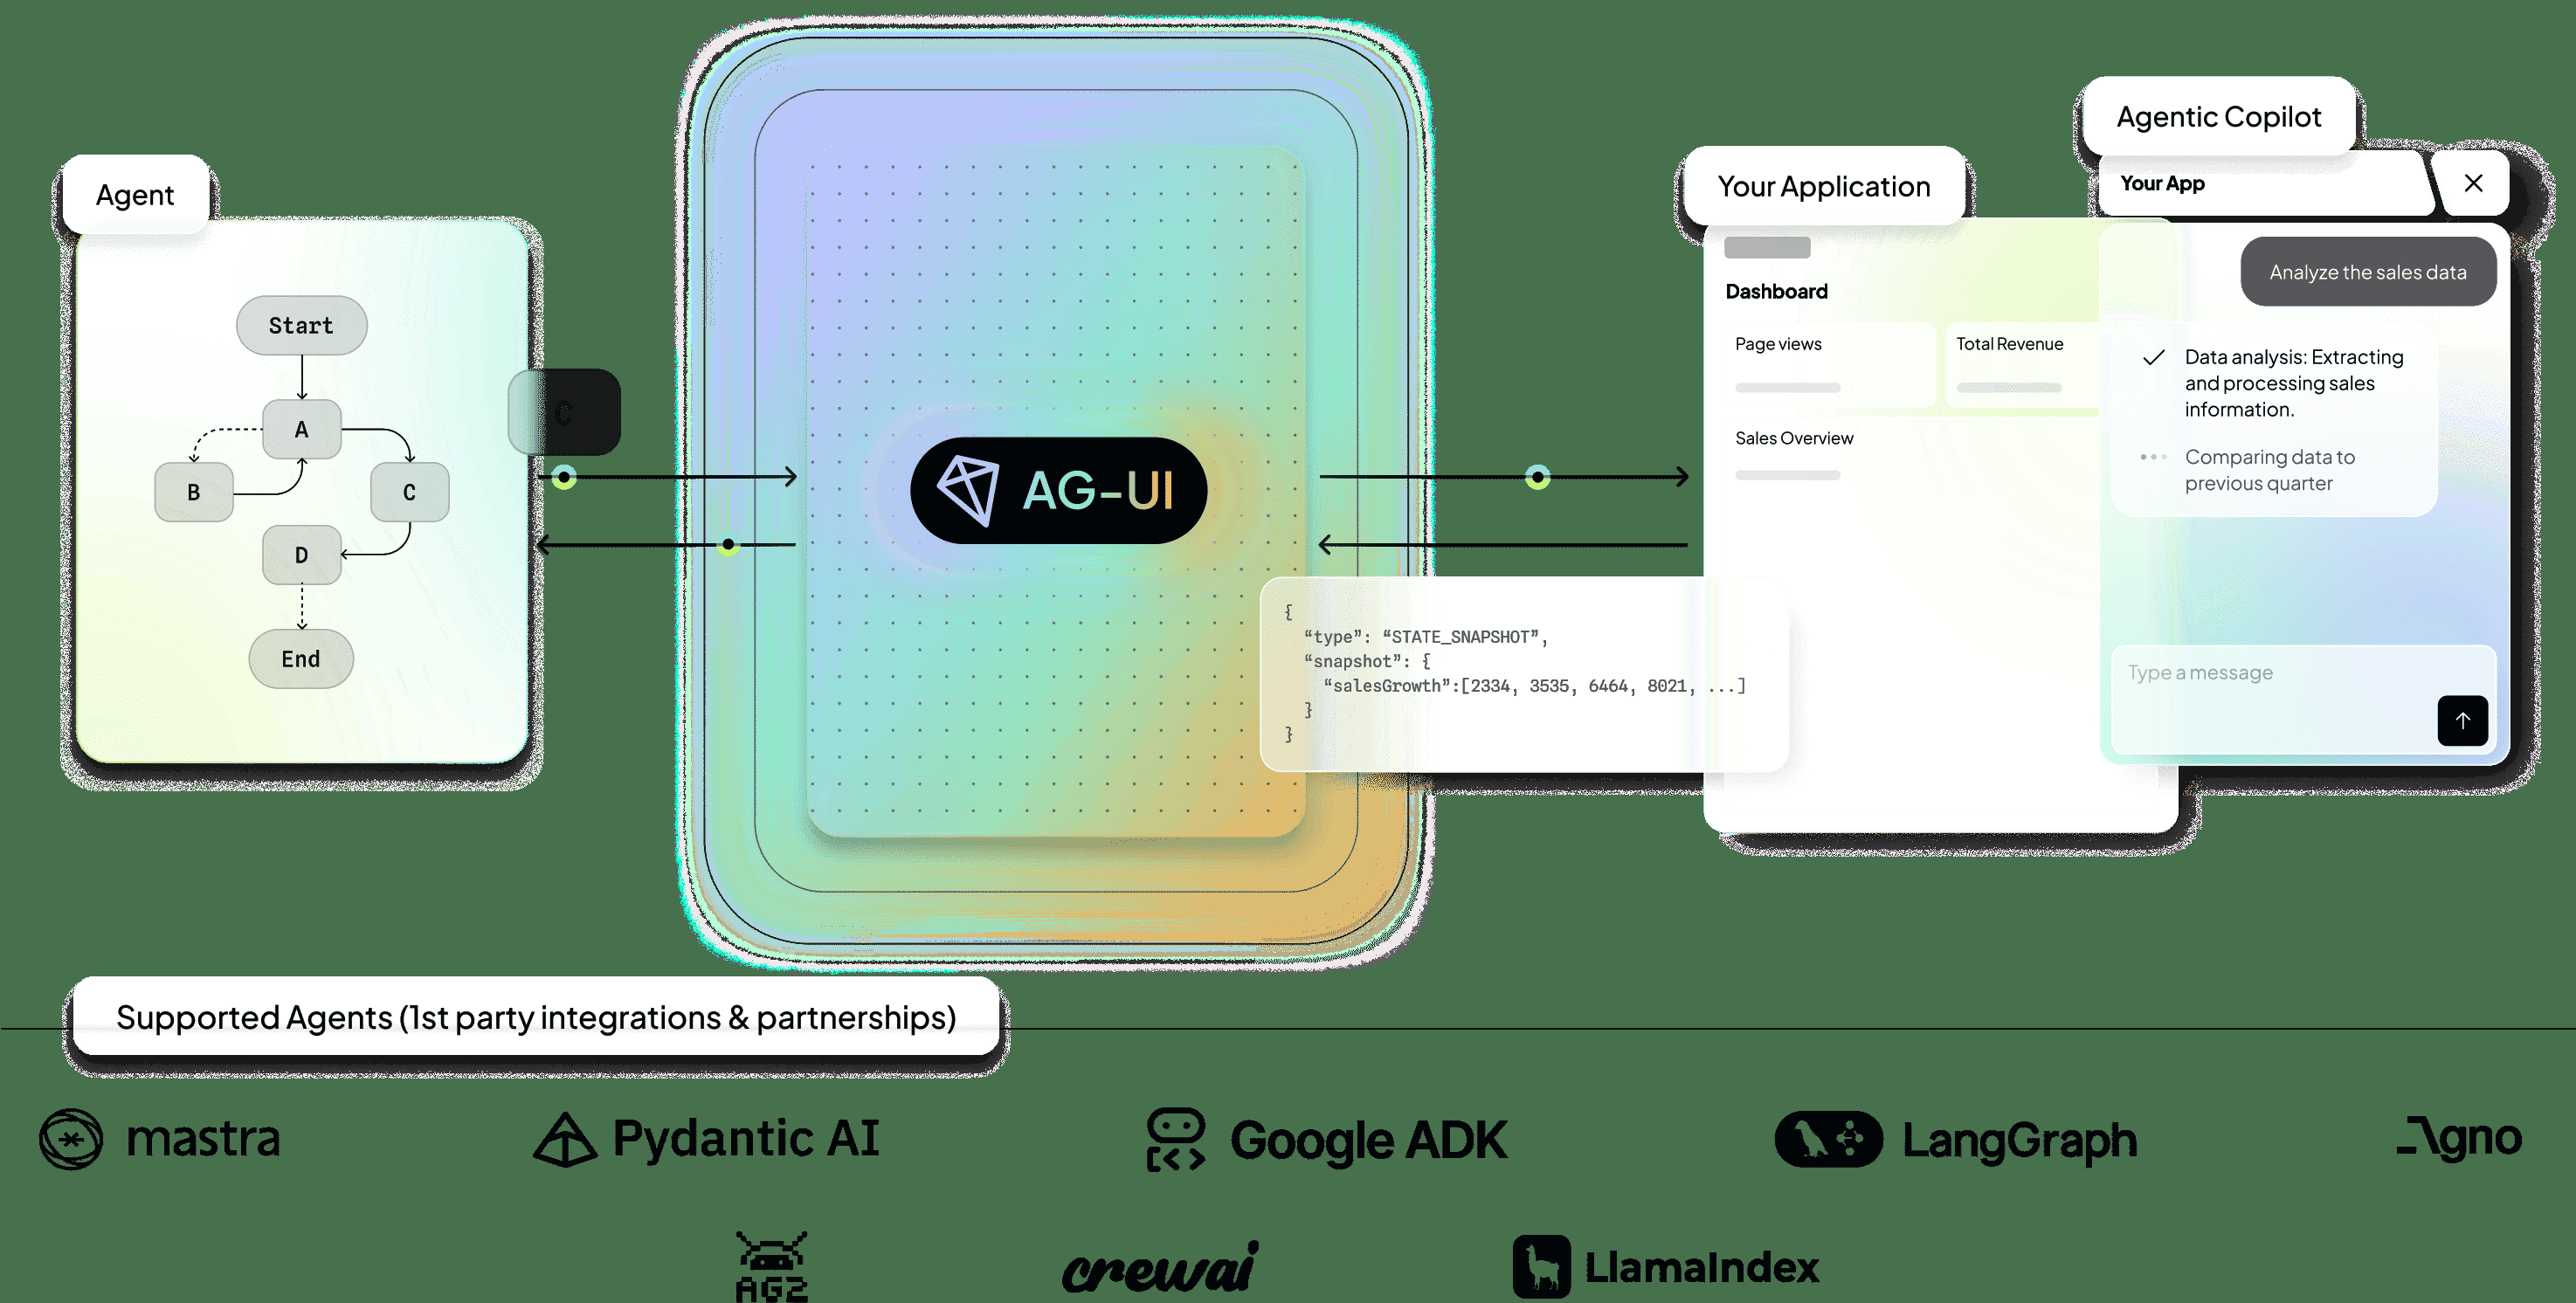 Agent
Start
A
B
C
D
End
C
AG-UI
Your Application
Dashboard
Page views
Total Revenue
Sales Overview
Agentic Copilot
Your App
Analyze the sales data
Data analysis: Extracting
and processing sales
information.
Comparing data to
previous quarter
Type a message
{
“type”: “STATE_SNAPSHOT”,
“snapshot”: {
“salesGrowth”:[2334, 3535, 6464, 8021, ...]
}
}
Supported Agents (1st party integrations & partnerships)
mastra
Pydantic AI
Google ADK
LangGraph
Agno
AG2
crewai
LlamaIndex